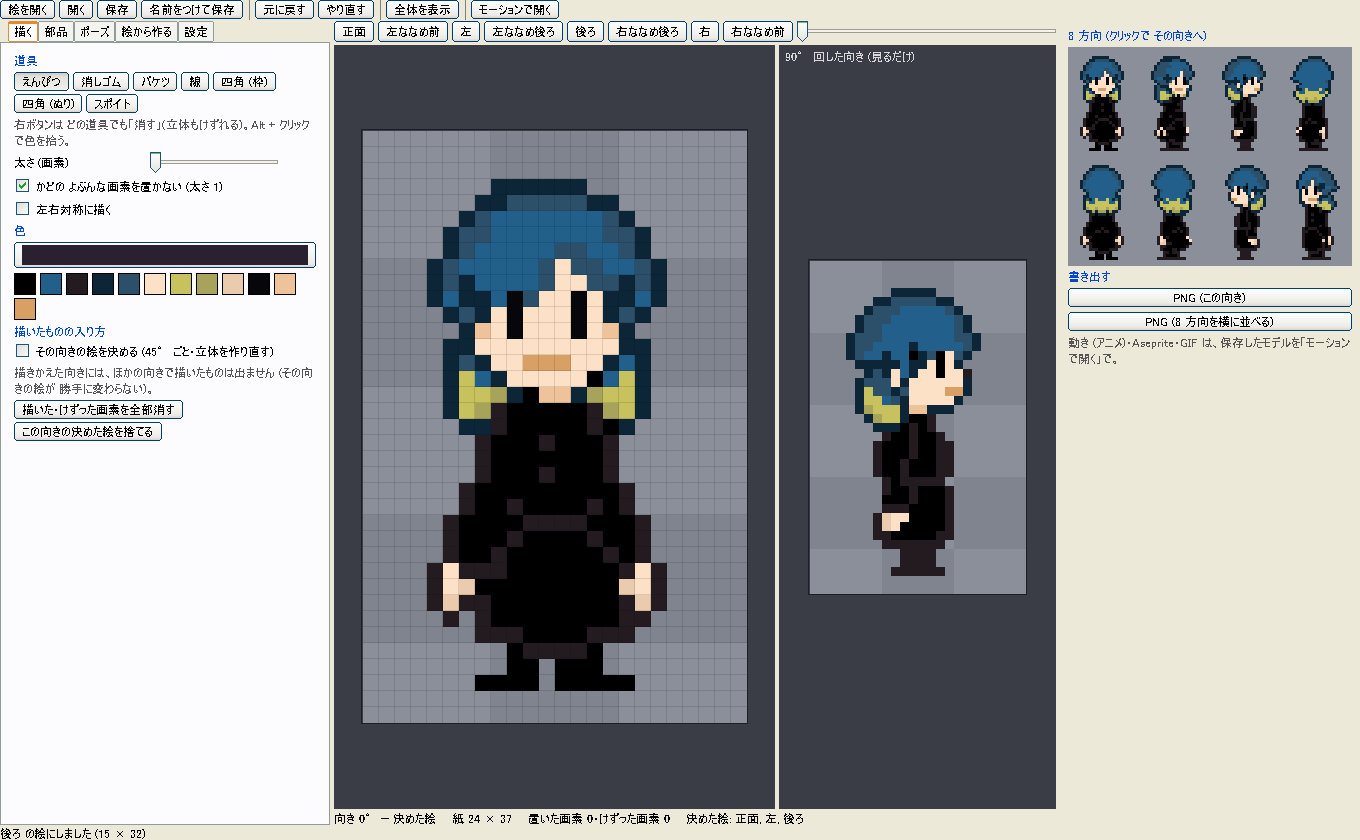 絵を開く 開く 保存 名前をつけて保存 元に戻す やり直す 全体を表示 モーションで開く
描く 部品 ポーズ 絵から作る 設定
正面 左ななめ前 左 左ななめ後ろ 後ろ 右ななめ後ろ 右 右ななめ前
道具
えんぴつ 消しゴム バケツ 線 四角 (枠)
四角 (ぬり) スポイト
右ボタンは どの道具でも「消す」(立体もけずれる)。Alt + クリック
で色を拾う。
太さ (画素)
かどの よぶんな画素を置かない (太さ 1)
左右対称に描く
色
描いたものの入り方
その向きの絵を決める (45° ごと・立体を作り直す)
描きかえた向きには、ほかの向きで描いたものは出ません (その向
きの絵が 勝手に変わらない)。
描いた・けずった画素を全部消す
この向きの決めた絵を捨てる
後ろ の絵にしました (15 × 32)
向き 0° — 決めた絵 紙 24 × 37 置いた画素 0・けずった画素 0 決めた絵: 正面, 左, 後ろ
90° 回した向き (見るだけ)
8 方向 (クリックで その向きへ)
書き出す
PNG (この向き)
PNG (8 方向を横に並べる)
動き (アニメ)・Aseprite・GIF は、保存したモデルを「モーション
で開く」で。